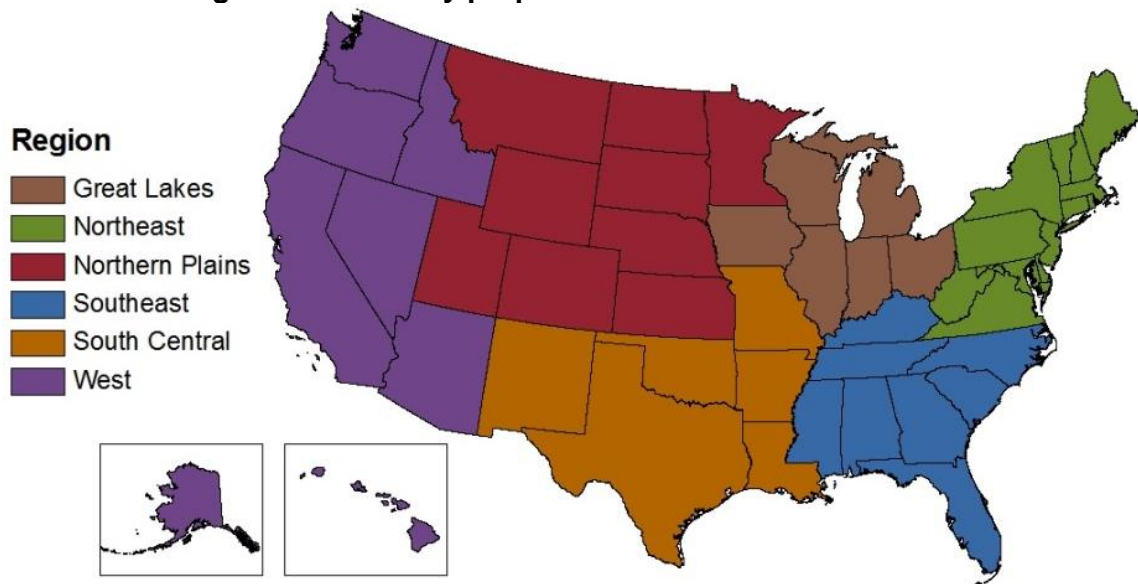 Region
Great Lakes
Northeast
Northern Plains
Southeast
South Central
West